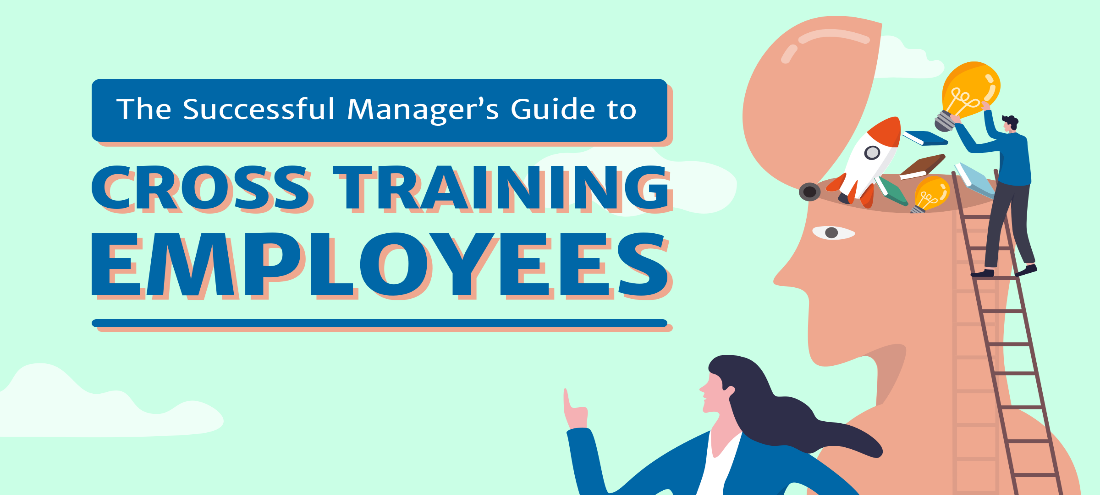 The Successful Manager’s Guide to
CROSS TRAINING
EMPLOYEES